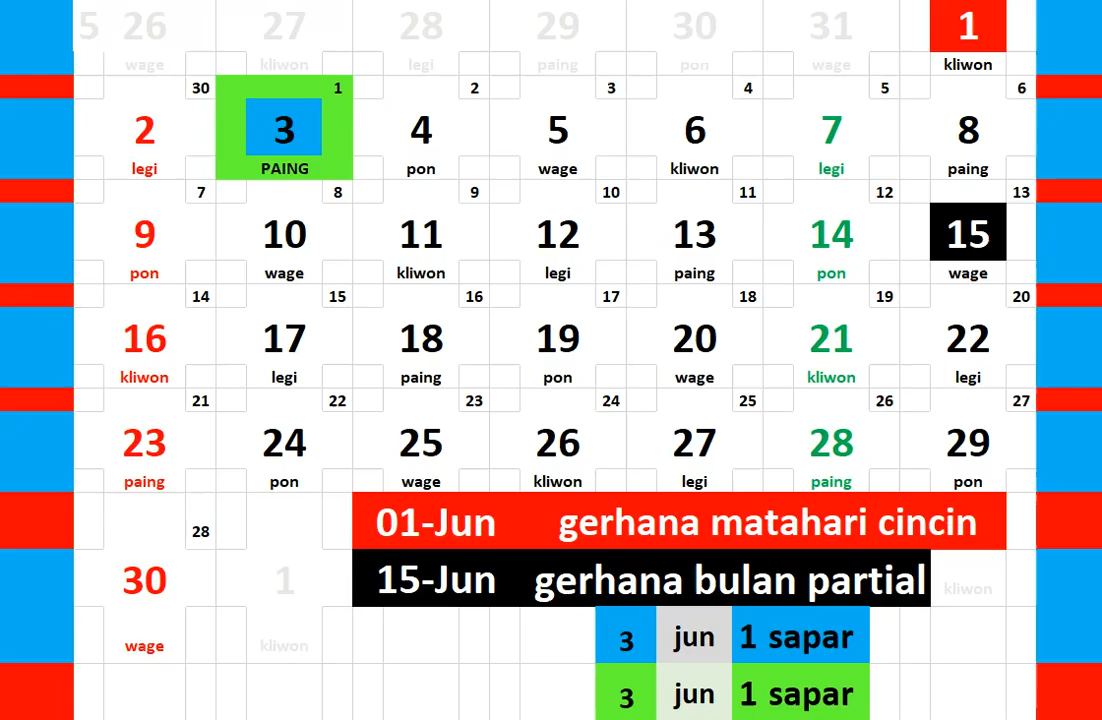 5 26 27 28 29 30 31 1
wage kliwon legi paing pon wage kliwon
30 1 2 3 4 5 6
2 3 4 5 6 7 8
legi PAING pon wage kliwon legi paing
7 8 9 10 11 12 13
9 10 11 12 13 14 15
pon wage kliwon legi paing pon wage
14 15 16 17 18 19 20
16 17 18 19 20 21 22
kliwon legi paing pon wage kliwon legi
21 22 23 24 25 26 27
23 24 25 26 27 28 29
paing pon wage kliwon legi paing pon
28 01-Jun gerhana matahari cincin
30 1 15-Jun gerhana bulan partial kliwon
3 jun 1 sapar
wage kliwon
3 jun 1 sapar